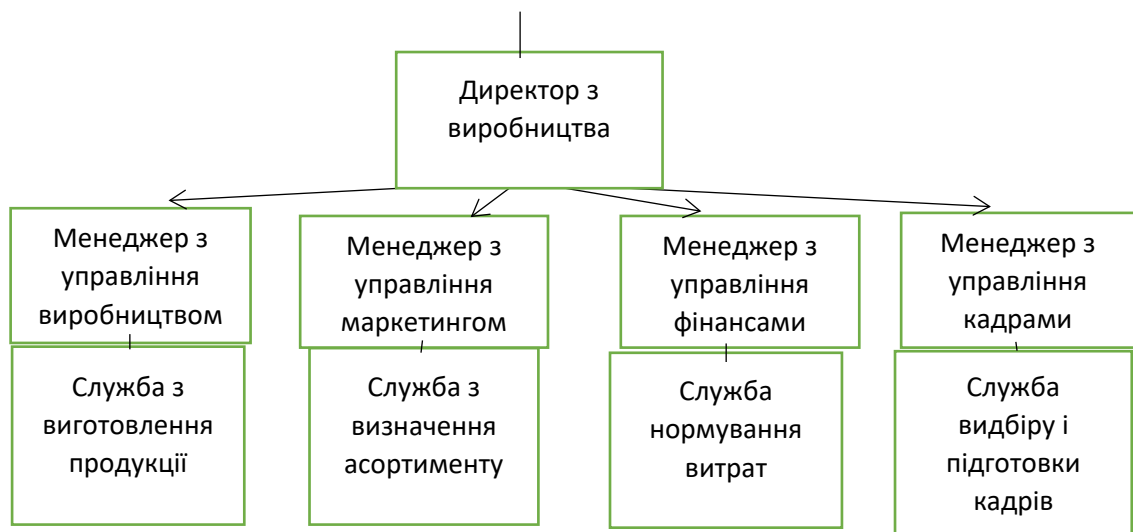 Директор з
виробництва
Менеджер з
управління
виробництвом
Менеджер з
управління
маркетингом
Менеджер з
управління
фінансами
Менеджер з
управління
кадрами
Служба з
виготовлення
продукції
Служба з
визначення
асортименту
Служба
нормування
витрат
Служба
видбіру і
підготовки
кадрів